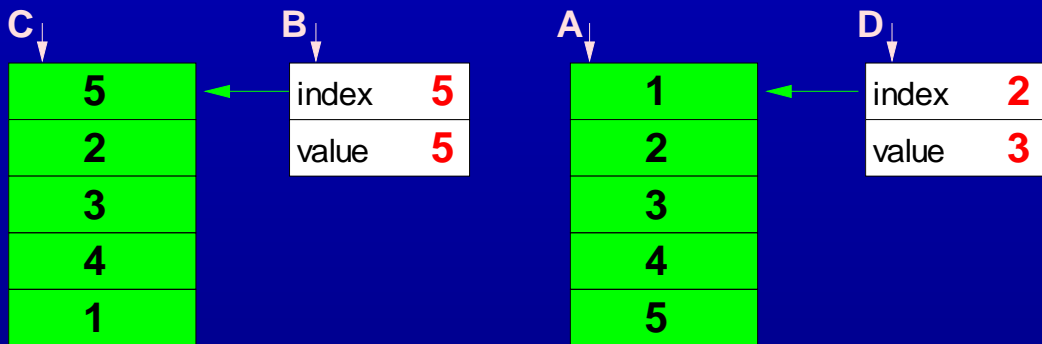 C B A D
5 index 5 1 index 2
2 value 5 2 value 3
3 3
4 4
1 5